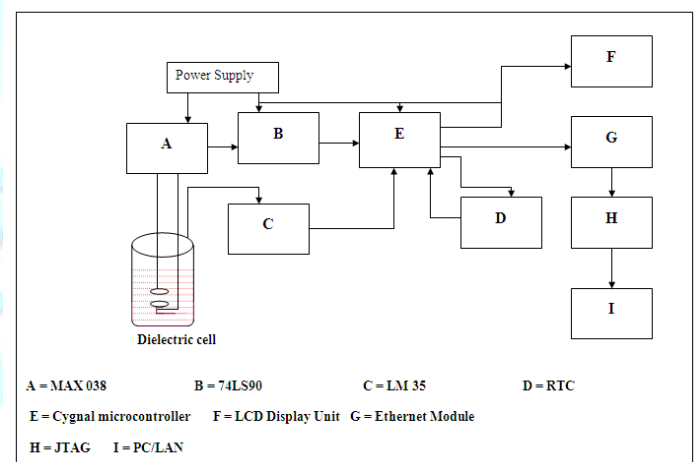 Power Supply
F
A
B
E
G
C
D
H
I
Dielectric cell
A = MAX 038 B = 74LS90 C = LM 35 D = RTC
E = Cygnal microcontroller F = LCD Display Unit G = Ethernet Module
H = JTAG I = PC/LAN